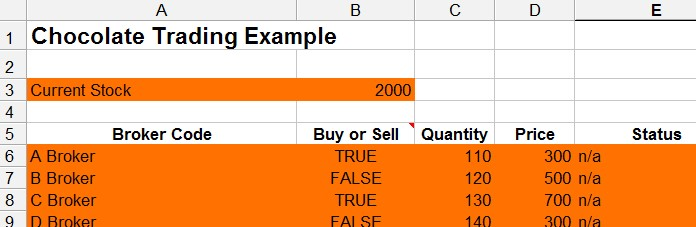 A B C D E
1 Chocolate Trading Example
2
3 Current Stock 2000
4
5 Broker Code Buy or Sell Quantity Price Status
6 A Broker TRUE 110 300 n/a
7 B Broker FALSE 120 500 n/a
8 C Broker TRUE 130 700 n/a
9 D Broker FALSE 140 300 n/a